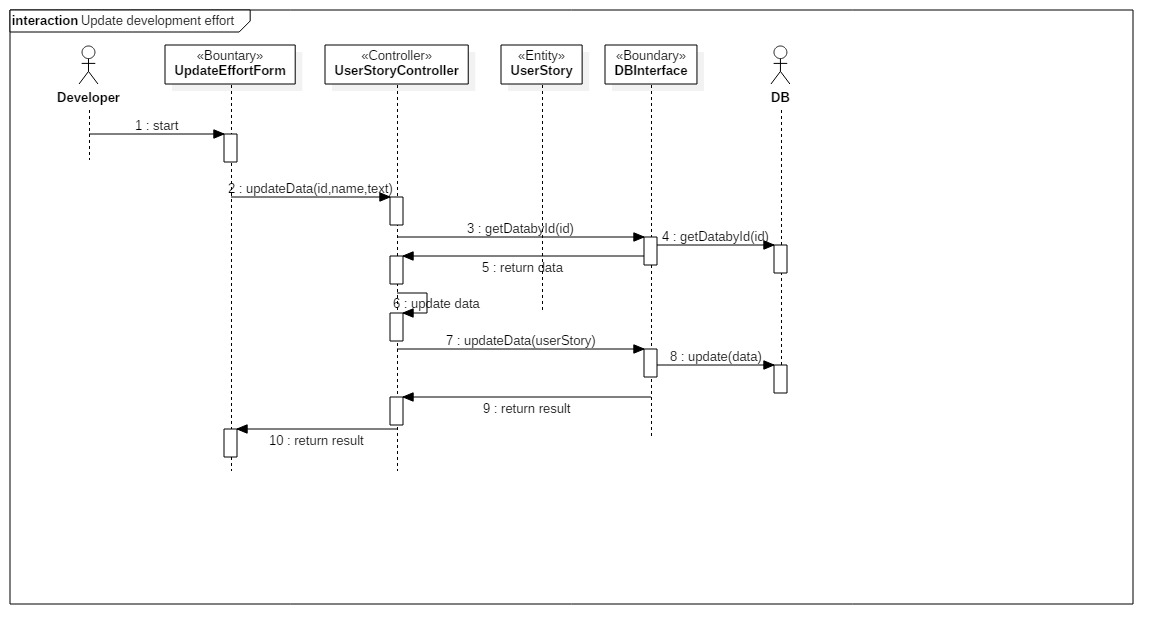 interaction Update development effort
«Bountary»
UpdateEffortForm
«Controller»
UserStoryController
«Entity»
UserStory
«Boundary»
DBInterface
Developer
DB
1 : start
2 : updateData(id,name,text)
3 : getDatabyId(id)
4 : getDatabyId(id)
5 : return data
6 : update data
7 : updateData(userStory)
8 : update(data)
9 : return result
10 : return result